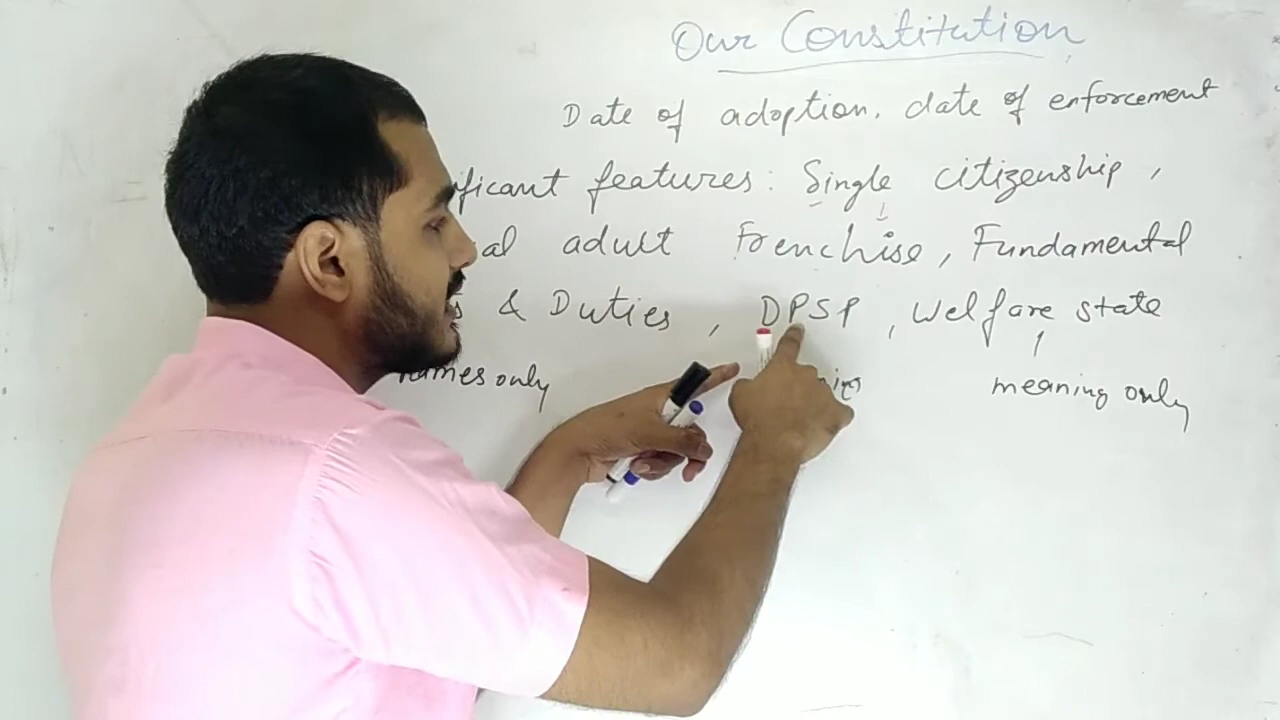 Our Constitution
Date of adoption, date of enforcement
ficant features: Single citizenship,
al adult Frenchise, Fundamental
s & Duties, DPSP, Welfare state
names only meaning only